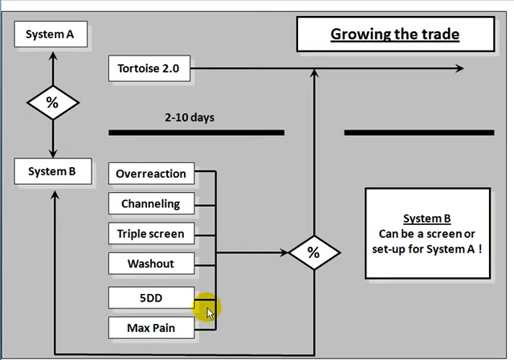 System A
Growing the trade
Tortoise 2.0
%
2-10 days
System B
Overreaction
Channeling
Triple screen
Washout
5DD
Max Pain
%
System B
Can be a screen or
set-up for System A !